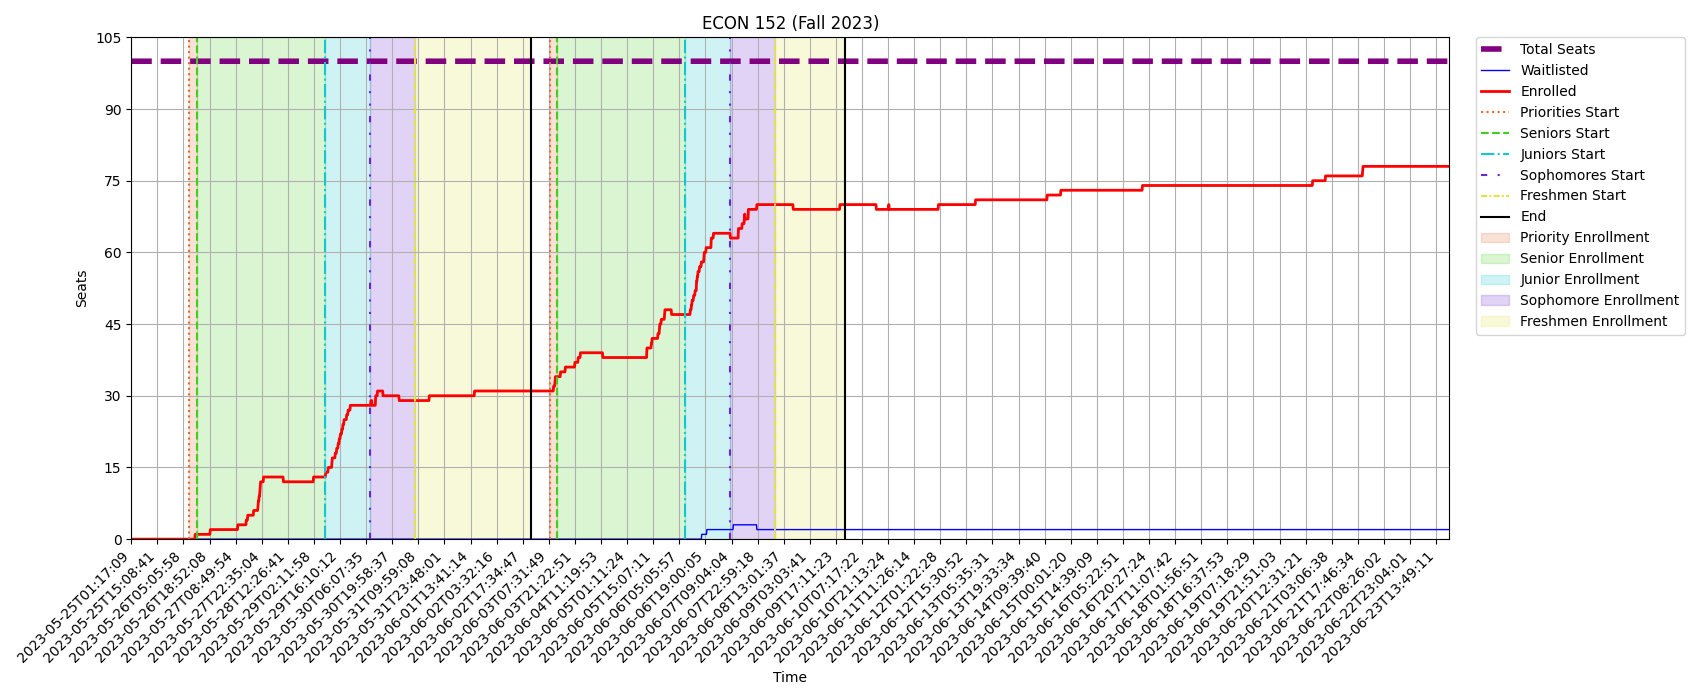 ECON 152 (Fall 2023)
105
90
75
60
45
30
15
0
Seats
2023-05-25T01:17:09
2023-05-25T15:08:41
2023-05-26T05:05:58
2023-05-26T18:52:08
2023-05-27T08:49:54
2023-05-27T22:35:04
2023-05-28T12:26:41
2023-05-29T02:11:58
2023-05-29T16:10:12
2023-05-30T06:07:35
2023-05-30T19:58:37
2023-05-31T09:59:08
2023-05-31T23:48:01
2023-06-01T13:41:14
2023-06-02T03:32:16
2023-06-02T17:34:47
2023-06-03T07:31:49
2023-06-03T21:22:51
2023-06-04T11:19:53
2023-06-05T01:11:24
2023-06-05T15:07:11
2023-06-06T05:05:57
2023-06-06T19:00:05
2023-06-07T09:04:04
2023-06-07T22:59:18
2023-06-08T13:01:37
2023-06-09T03:03:41
2023-06-09T17:11:23
2023-06-10T07:17:22
2023-06-10T21:13:24
2023-06-11T11:26:14
2023-06-12T01:22:28
2023-06-12T15:30:52
2023-06-13T05:35:31
2023-06-13T19:33:34
2023-06-14T09:39:40
2023-06-15T00:01:20
2023-06-15T14:39:09
2023-06-16T05:22:51
2023-06-16T20:27:24
2023-06-17T11:07:42
2023-06-18T01:56:51
2023-06-18T16:37:53
2023-06-19T07:18:29
2023-06-19T21:51:03
2023-06-20T12:31:21
2023-06-21T03:06:38
2023-06-21T17:46:34
2023-06-22T08:26:02
2023-06-22T23:04:01
2023-06-23T13:49:11
Time
Total Seats
Waitlisted
Enrolled
Priorities Start
Seniors Start
Juniors Start
Sophomores Start
Freshmen Start
End
Priority Enrollment
Senior Enrollment
Junior Enrollment
Sophomore Enrollment
Freshmen Enrollment